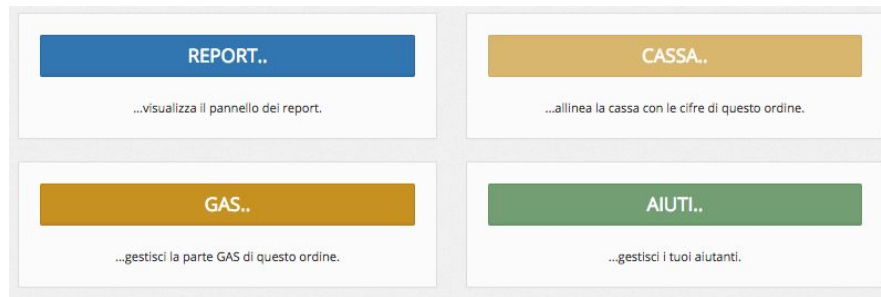 REPORT..
...visualizza il pannello dei report.
CASSA..
...allinea la cassa con le cifre di questo ordine.
GAS..
...gestisci la parte GAS di questo ordine.
AIUTI..
...gestisci i tuoi aiutanti.